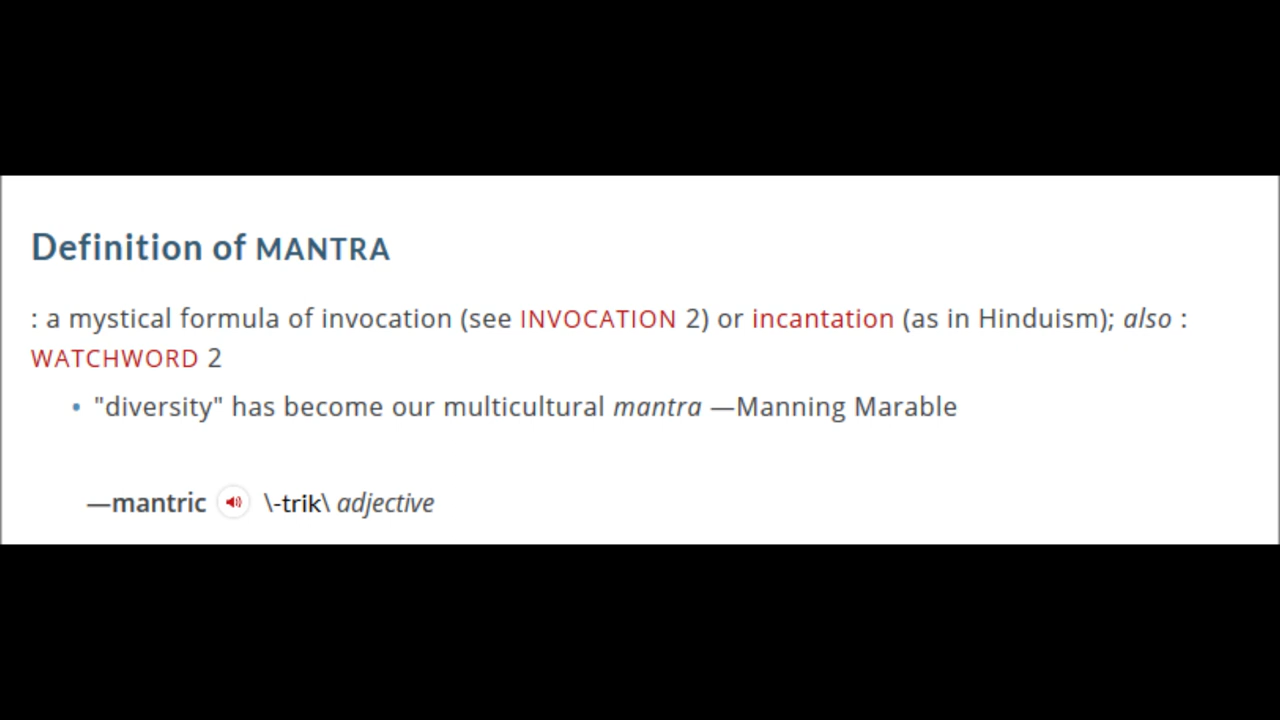 Definition of MANTRA
: a mystical formula of invocation (see INVOCATION 2) or incantation (as in Hinduism); also :
WATCHWORD 2
• "diversity" has become our multicultural mantra —Manning Marable
—mantric \-trik\ adjective